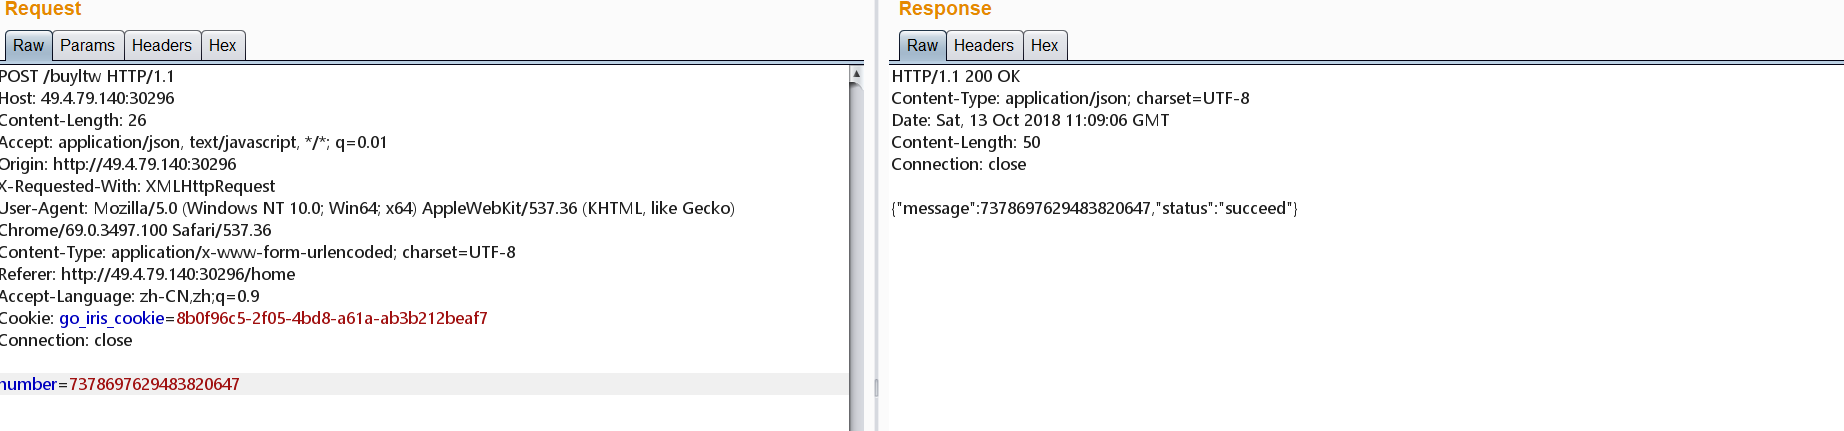 Request
Raw Params Headers Hex
POST /buyltw HTTP/1.1
Host: 49.4.79.140:30296
Content-Length: 26
Accept: application/json, text/javascript, */*; q=0.01
Origin: http://49.4.79.140:30296
X-Requested-With: XMLHttpRequest
User-Agent: Mozilla/5.0 (Windows NT 10.0; Win64; x64) AppleWebKit/537.36 (KHTML, like Gecko)
Chrome/69.0.3497.100 Safari/537.36
Content-Type: application/x-www-form-urlencoded; charset=UTF-8
Referer: http://49.4.79.140:30296/home
Accept-Language: zh-CN,zh;q=0.9
Cookie: go_iris_cookie=8b0f96c5-2f05-4bd8-a61a-ab3b212beaf7
Connection: close
number=7378697629483820647
Response
Raw Headers Hex
HTTP/1.1 200 OK
Content-Type: application/json; charset=UTF-8
Date: Sat, 13 Oct 2018 11:09:06 GMT
Content-Length: 50
Connection: close
{"message":7378697629483820647,"status":"succeed"}